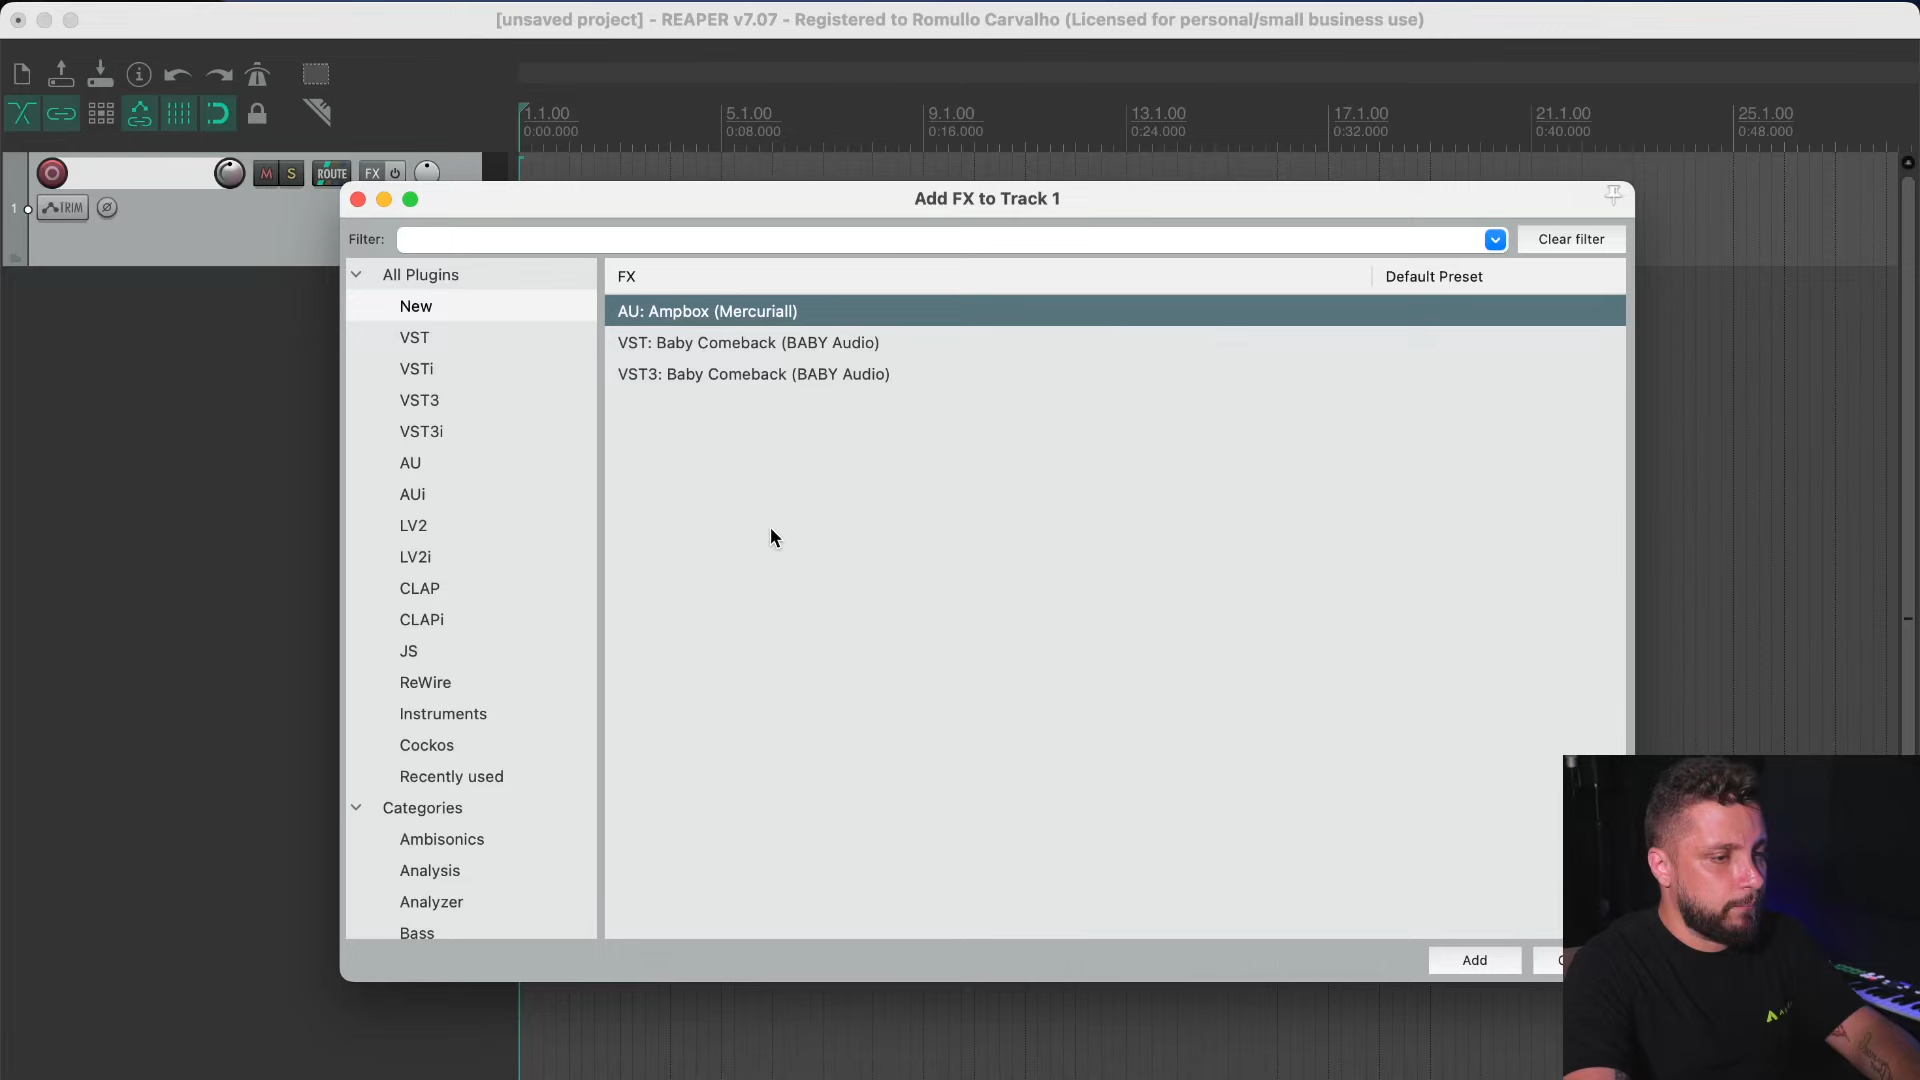 [unsaved project] - REAPER v7.07 - Registered to Romullo Carvalho (Licensed for personal/small business use)
1.1.00
5.1.00
9.1.00
13.1.00
17.1.00
21.1.00
25.1.00
0:00.000
0:08.000
0:16.000
0:24.000
0:32.000
0:40.000
0:48.000
M
S
ROUTE
FX
1
TRIM
Add FX to Track 1
Filter:
Clear filter
All Plugins
New
VST
VSTi
VST3
VST3i
AU
AUi
LV2
LV2i
CLAP
CLAPi
JS
ReWire
Instruments
Cockos
Recently used
Categories
Ambisonics
Analysis
Analyzer
Bass
FX
Default Preset
AU: Ampbox (Mercuriall)
VST: Baby Comeback (BABY Audio)
VST3: Baby Comeback (BABY Audio)
Add